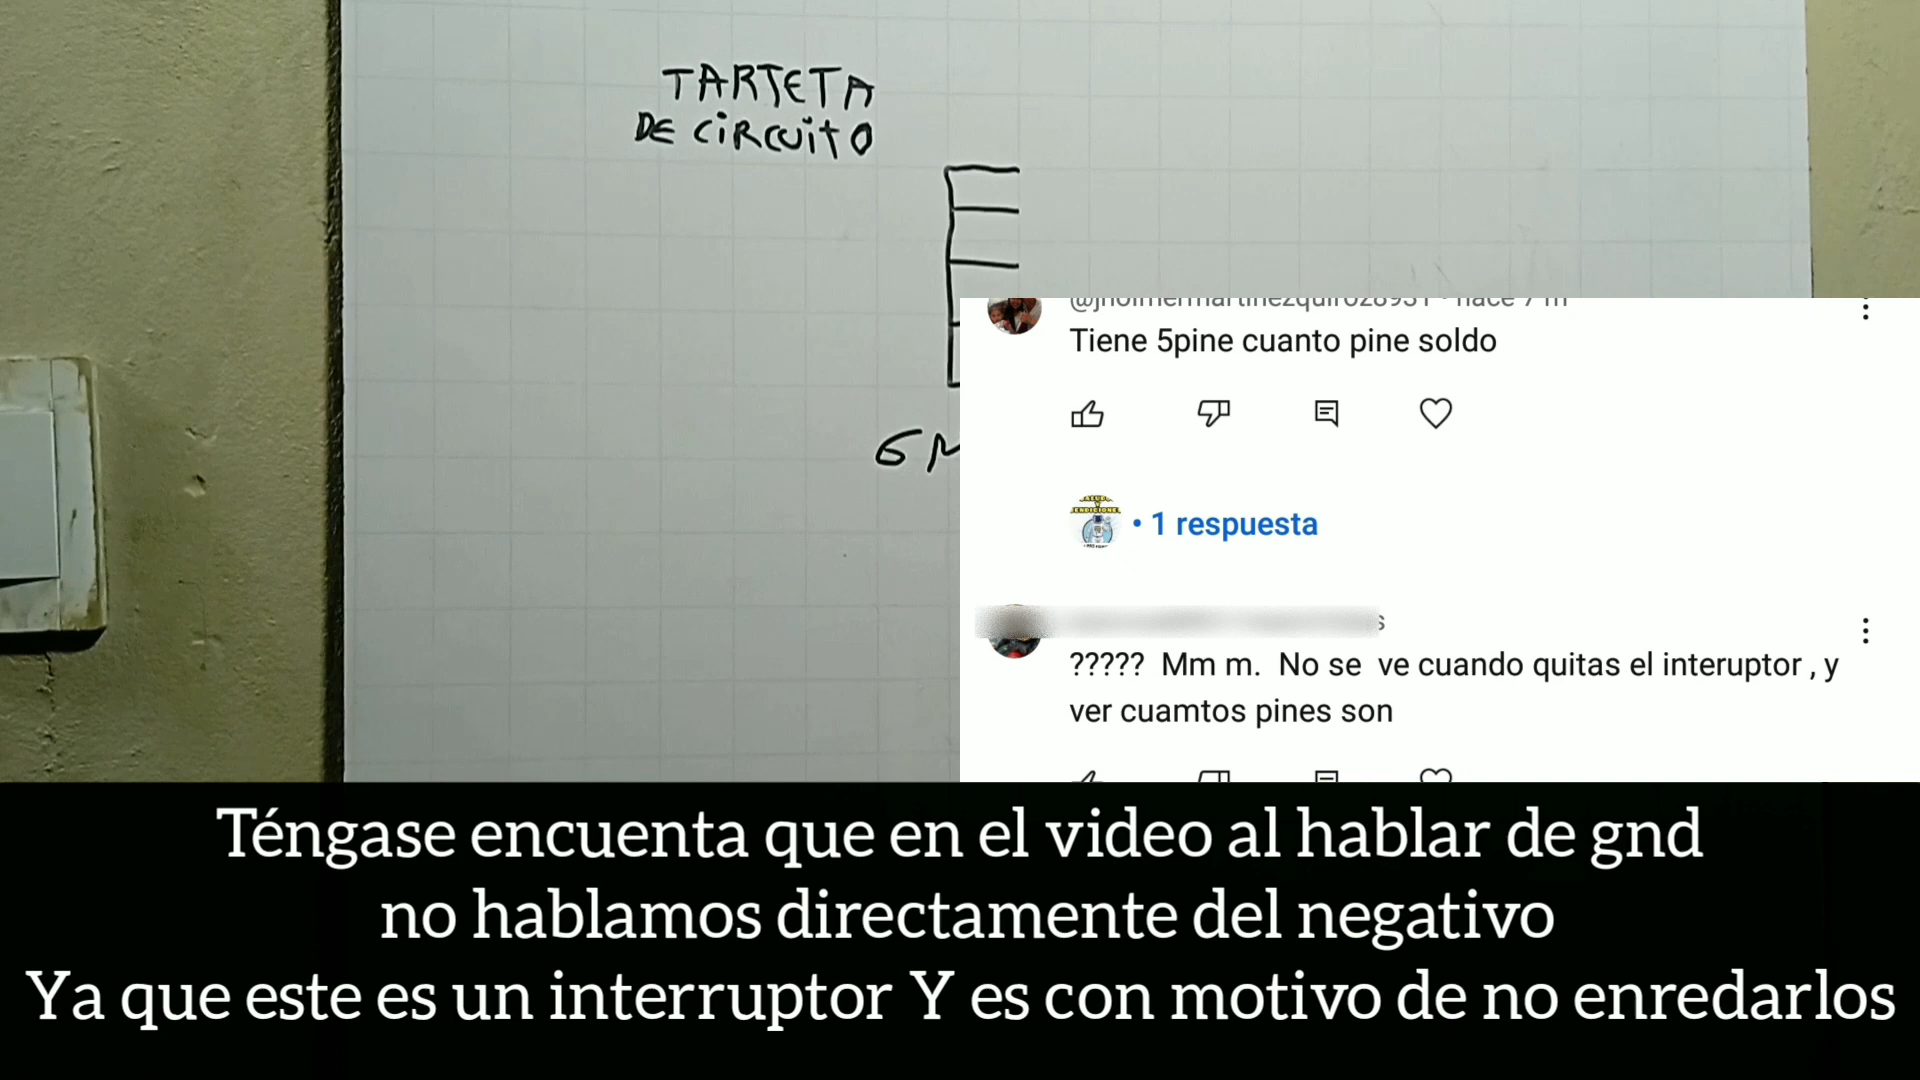 TARJETA
DE CiRCUitO
Tiene 5pine cuanto pine soldo
• 1 respuesta
????? Mm m. No se ve cuando quitas el interuptor , y
ver cuamtos pines son
Téngase encuenta que en el video al hablar de gnd
no hablamos directamente del negativo
Ya que este es un interruptor Y es con motivo de no enredarlos